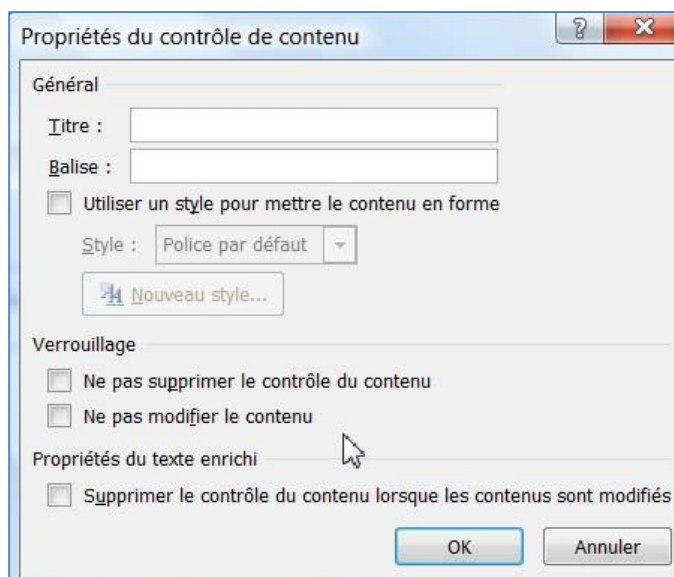 Propriétés du contrôle de contenu
Général
Titre :
Balise :
Utiliser un style pour mettre le contenu en forme
Style : Police par défaut
Nouveau style...
Verrouillage
Ne pas supprimer le contrôle du contenu
Ne pas modifier le contenu
Propriétés du texte enrichi
Supprimer le contrôle du contenu lorsque les contenus sont modifiés
OK Annuler